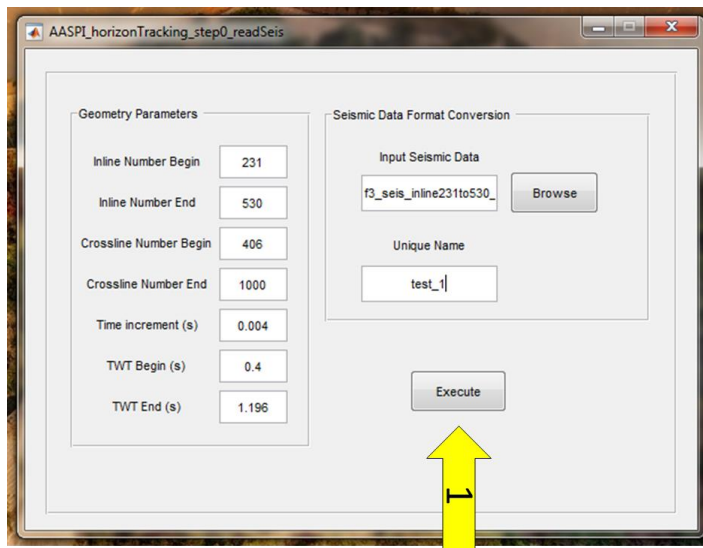 AASPI_horizonTracking_step0_readSeis
Geometry Parameters
Inline Number Begin 231
Inline Number End 530
Crossline Number Begin 406
Crossline Number End 1000
Time increment (s) 0.004
TWT Begin (s) 0.4
TWT End (s) 1.196
Seismic Data Format Conversion
Input Seismic Data
f3_seis_inline231to530_ Browse
Unique Name
test_1
Execute
1